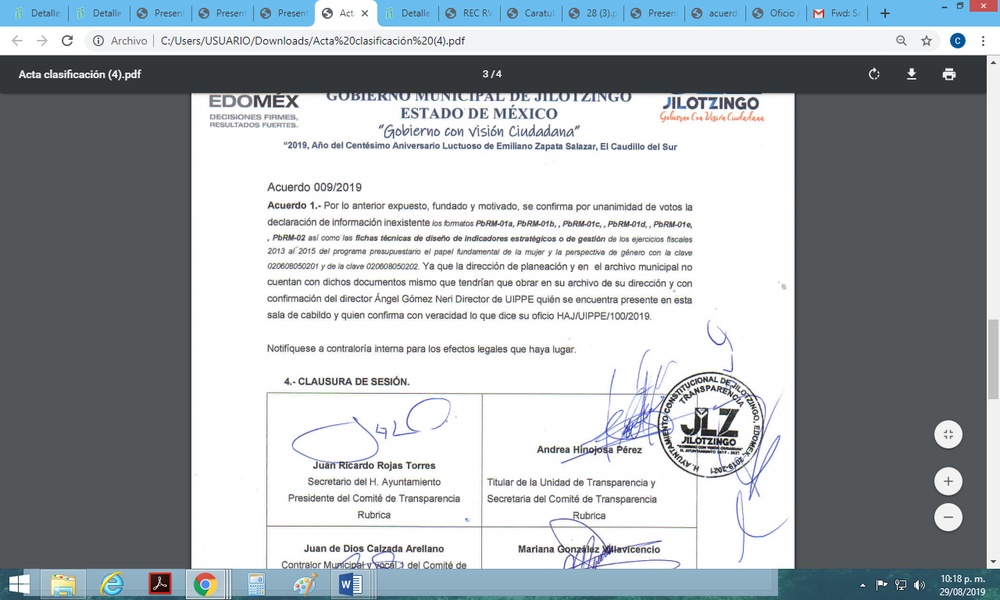 Detalle
Detalle
Present
Present
Present
Acta
Detalle
REC RV
Caratul
28 (3).p
Present
acuerd
Oficio
Fwd: Se
Archivo
C:/Users/USUARIO/Downloads/Acta%20clasificación%20(4).pdf
C
Acta clasificación (4).pdf
3 / 4
EDOMÉX
DECISIONES FIRMES,
RESULTADOS FUERTES.
GOBIERNO MUNICIPAL DE JILOTZINGO
ESTADO DE MÉXICO
“Gobierno con Visión Ciudadana”
JILOTZINGO
Gobierno Con Visión Ciudadana
“2019, Año del Centésimo Aniversario Luctuoso de Emiliano Zapata Salazar, El Caudillo del Sur
Acuerdo 009/2019
Acuerdo 1.- Por lo anterior expuesto, fundado y motivado, se confirma por unanimidad de votos la
declaración de información inexistente los formatos PbRM-01a, PbRM-01b, , PbRM-01c, , PbRM-01d, , PbRM-01e,
, PbRM-02 así como las fichas técnicas de diseño de indicadores estratégicos o de gestión de los ejercicios fiscales
2013 al 2015 del programa presupuestario el papel fundamental de la mujer y la perspectiva de género con la clave
020608050201 y de la clave 020608050202. Ya que la dirección de planeación y en el archivo municipal no
cuentan con dichos documentos mismo que tendrían que obrar en su archivo de su dirección y con
confirmación del director Ángel Gómez Neri Director de UIPPE quién se encuentra presente en esta
sala de cabildo y quien confirma con veracidad lo que dice su oficio HAJ/UIPPE/100/2019.
Notifíquese a contraloría interna para los efectos legales que haya lugar.
4.- CLAUSURA DE SESIÓN.
Juan Ricardo Rojas Torres
Secretario del H. Ayuntamiento
Presidente del Comité de Transparencia
Rubrica
Andrea Hinojosa Pérez
Titular de la Unidad de Transparencia y
Secretaria del Comité de Transparencia
Rubrica
H. AYUNTAMIENTO CONSTITUCIONAL DE JILOTZINGO, EDOMEX. 2019-2021
TRANSPARENCIA
JLZ
JILOTZINGO
"GOBIERNO CON VISIÓN CIUDADANA"
H. AYUNTAMIENTO 2019 - 2021
Juan de Dios Calzada Arellano
Contralor Municipal y vocal 1 del Comité de
Mariana González Villavicencio
10:18 p. m.
29/08/2019